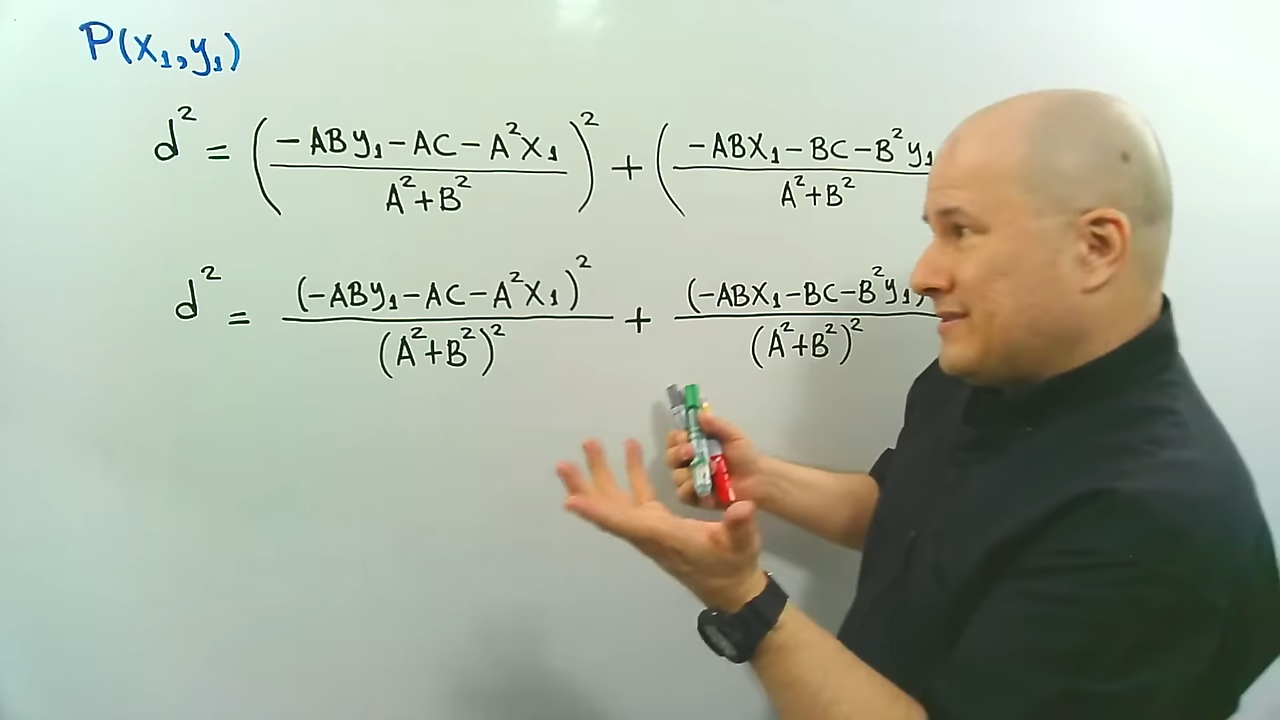 P(x₁,y₁)
d² = (−ABy₁−AC−A²x₁ / A²+B²)² + (−ABx₁−BC−B²y₁ / A²+B²
d² = (−ABy₁−AC−A²x₁)² / (A²+B²)² + (−ABx₁−BC−B²y₁) / (A²+B²)²